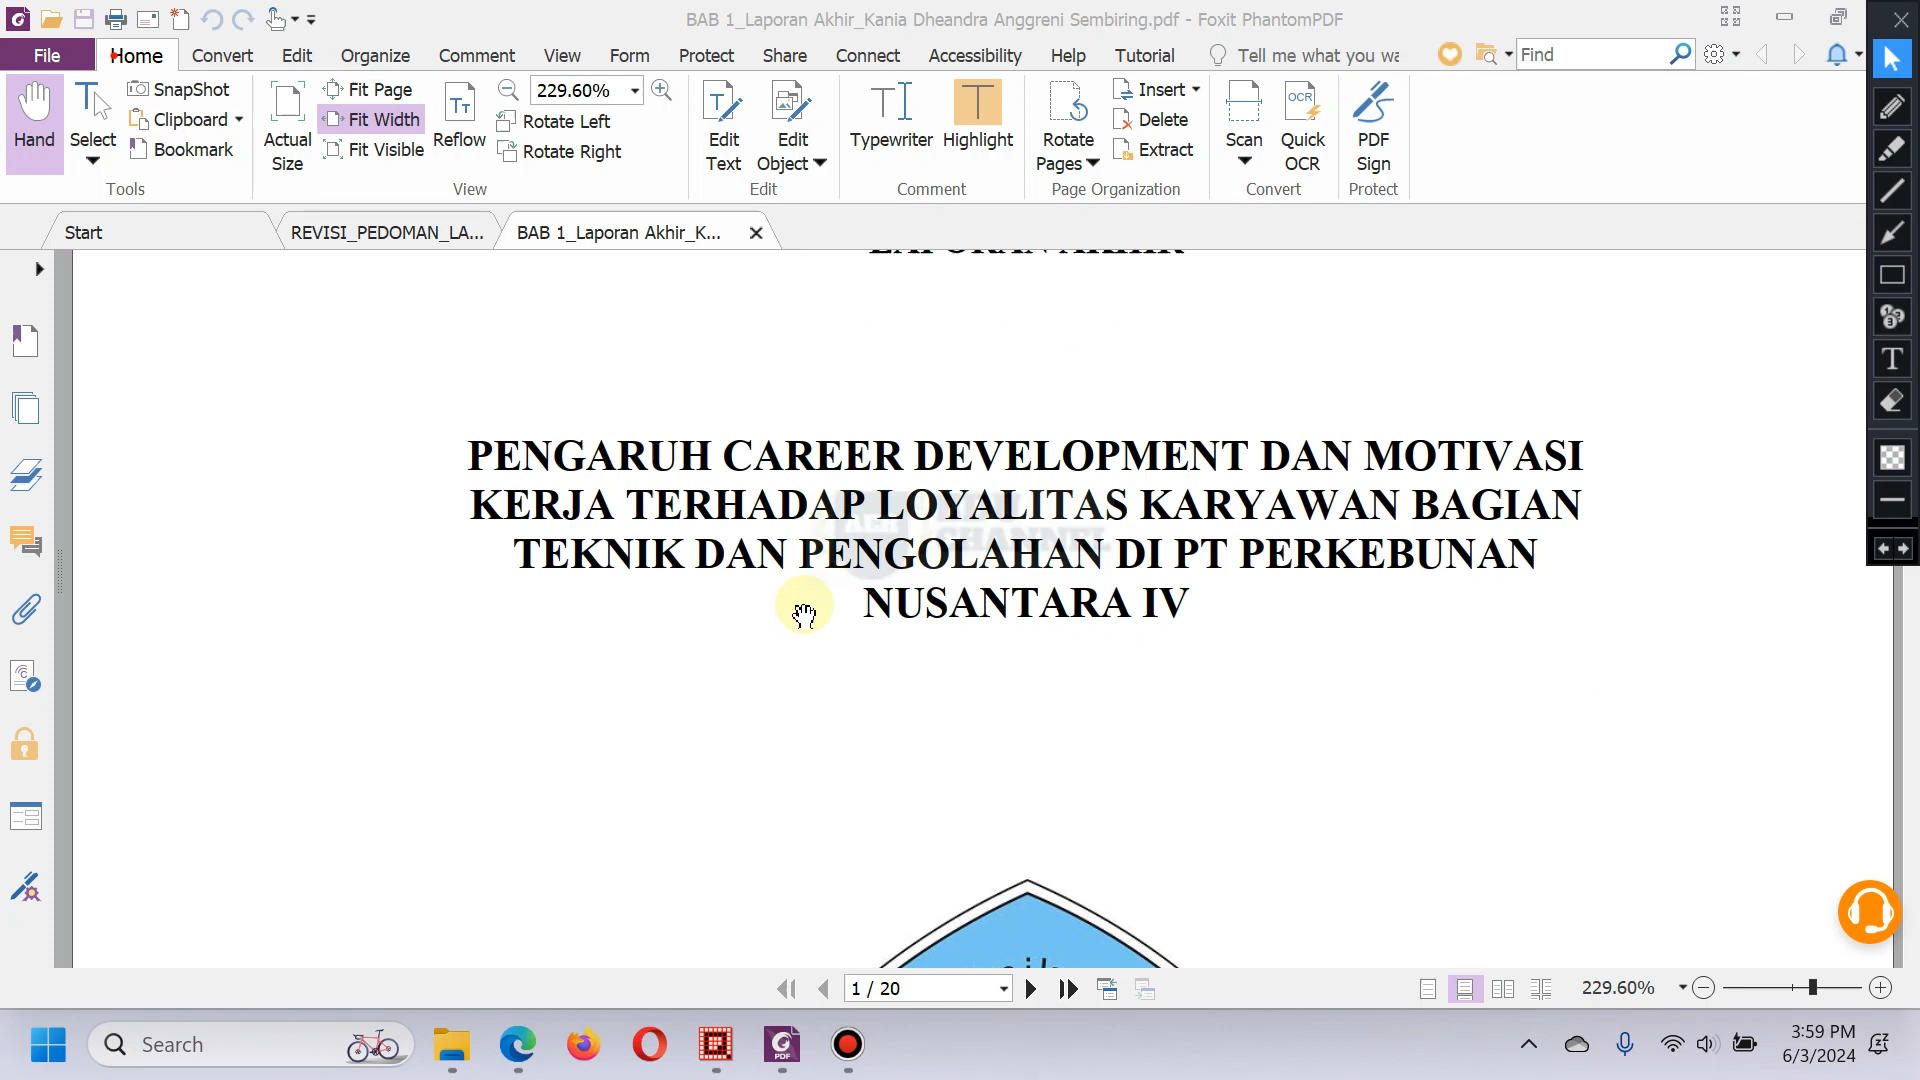 BAB 1_Laporan Akhir_Kania Dheandra Anggreni Sembiring.pdf - Foxit PhantomPDF
File Home Convert Edit Organize Comment View Form Protect Share Connect Accessibility Help Tutorial Tell me what you wa Find
Hand
Select
SnapShot
Clipboard
Bookmark
Tools
Actual Size
Fit Page
Fit Width
Fit Visible
Reflow
229.60%
Rotate Left
Rotate Right
View
Edit Text
Edit Object
Edit
Typewriter
Highlight
Comment
Rotate Pages
Insert
Delete
Extract
Page Organization
Scan
Quick OCR
Convert
PDF Sign
Protect
Start REVISI_PEDOMAN_LA... BAB 1_Laporan Akhir_K...
LAPORAN AKHIR
PENGARUH CAREER DEVELOPMENT DAN MOTIVASI
KERJA TERHADAP LOYALITAS KARYAWAN BAGIAN
TEKNIK DAN PENGOLAHAN DI PT PERKEBUNAN
NUSANTARA IV
CHANNEL
1 / 20
229.60%
Search
3:59 PM
6/3/2024